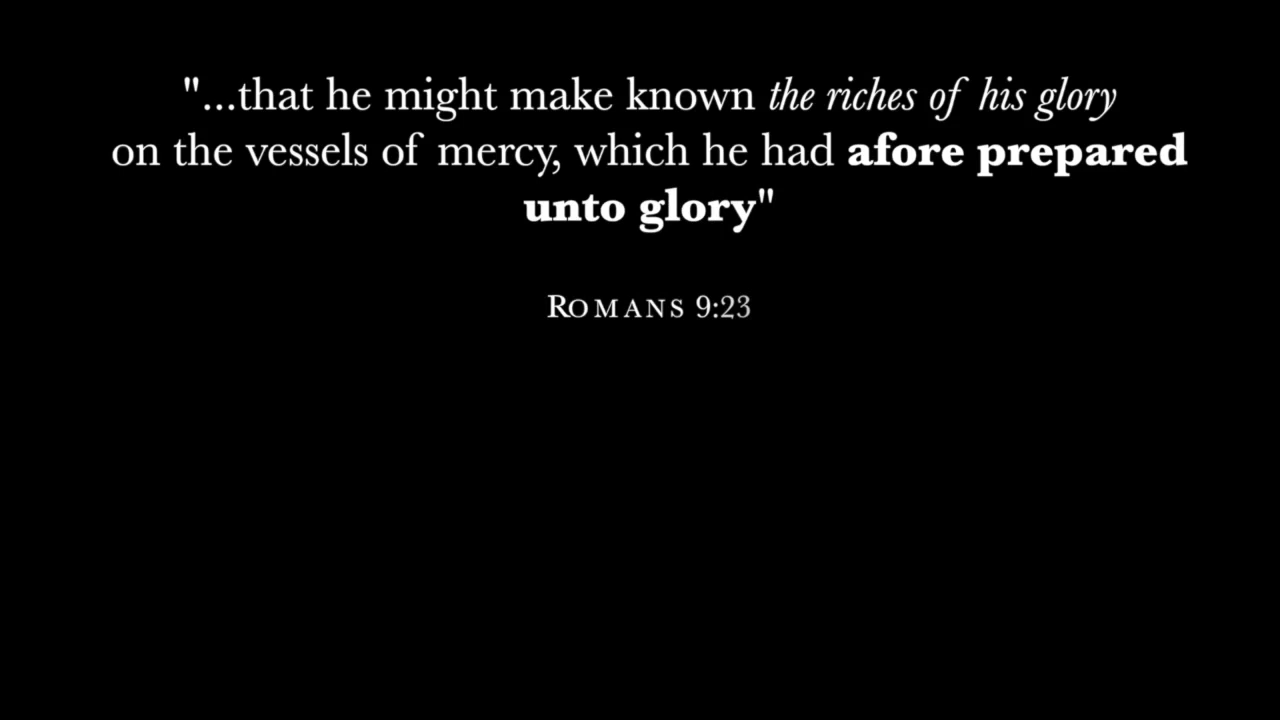 "...that he might make known the riches of his glory
on the vessels of mercy, which he had afore prepared
unto glory"
ROMANS 9:23